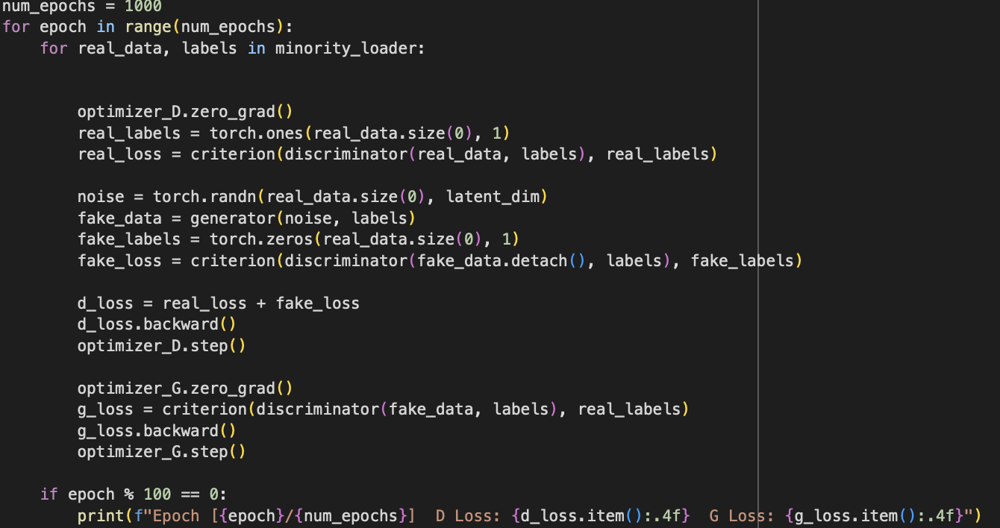 num_epochs = 1000
for epoch in range(num_epochs):
    for real_data, labels in minority_loader:
        optimizer_D.zero_grad()
        real_labels = torch.ones(real_data.size(0), 1)
        real_loss = criterion(discriminator(real_data, labels), real_labels)
        noise = torch.randn(real_data.size(0), latent_dim)
        fake_data = generator(noise, labels)
        fake_labels = torch.zeros(real_data.size(0), 1)
        fake_loss = criterion(discriminator(fake_data.detach(), labels), fake_labels)
        d_loss = real_loss + fake_loss
        d_loss.backward()
        optimizer_D.step()
        optimizer_G.zero_grad()
        g_loss = criterion(discriminator(fake_data, labels), real_labels)
        g_loss.backward()
        optimizer_G.step()
    if epoch % 100 == 0:
        print(f"Epoch [{epoch}/{num_epochs}]  D Loss: {d_loss.item():.4f}  G Loss: {g_loss.item():.4f}")